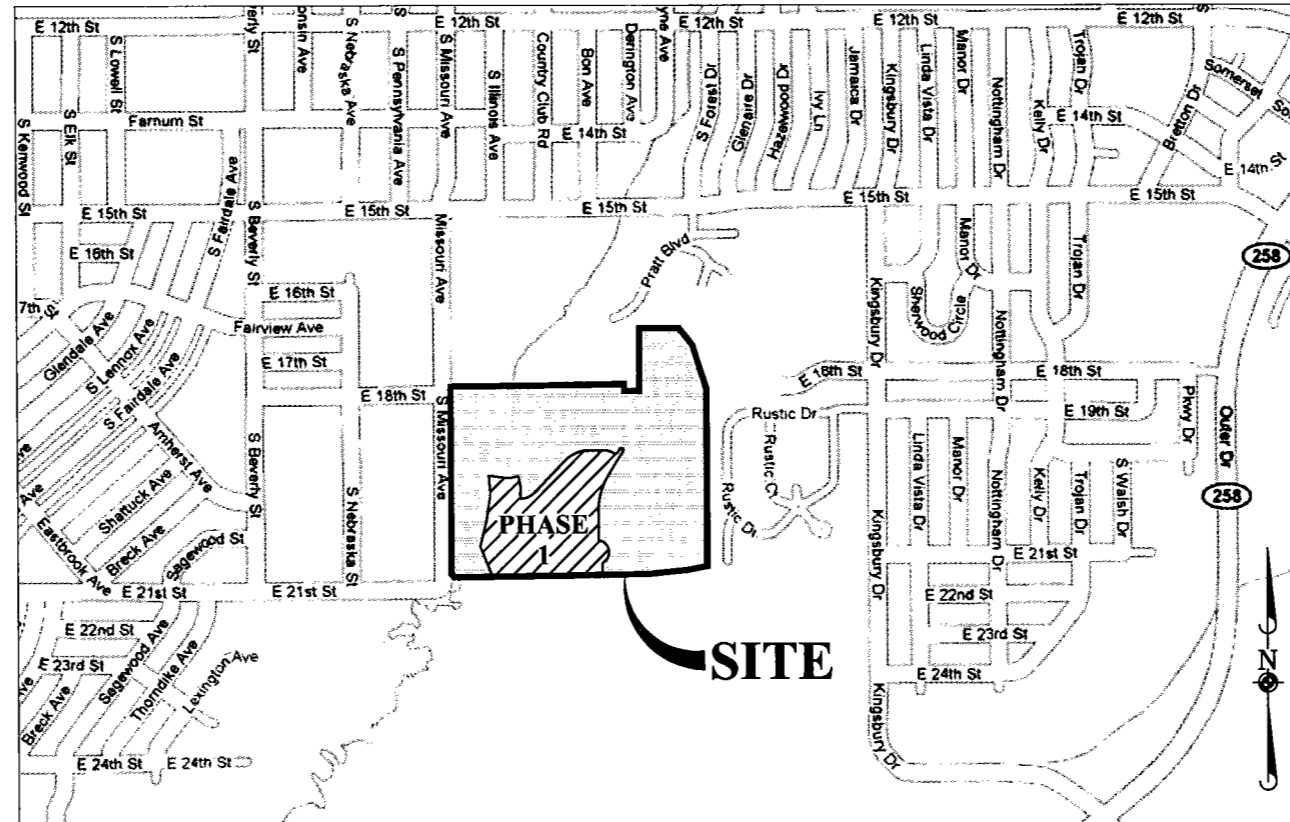 E 12th St
E 12th St
E 12th St
E 12th St
E 12th St
S Lowell St
S Elk St
S Kenwood St
Farnum St
S Nebraska Ave
S Pennsylvania Ave
S Missouri Ave
S Illinois Ave
Country Club Rd
Bon Ave
E 14th St
S Forest Dr
Glenaire Dr
Hazelwood Dr
Ivy Ln
Jamaica Dr
Kingsbury Dr
Linda Vista Dr
Manor Dr
Nottingham Dr
Kelly Dr
Trojan Dr
E 14th St
Bretton Dr
Somerset
E 14th St
S Fairdale Ave
S Beverly St
E 15th St
E 15th St
E 15th St
E 15th St
E 15th St
E 16th St
Missouri Ave
Pratt Blvd
Manor Dr
Sherwood Circle
Trojan Dr
258
7th St
Glendale Ave
S Lennox Ave
S Fairdale Ave
E 16th St
Fairview Ave
E 17th St
E 18th St
S Missouri Ave
Kingsbury Dr
Nottingham Dr
E 18th St
E 18th St
E 19th St
Pkwy Dr
Outer Dr
258
Rustic Dr
Rustic Ct
Rustic Dr
Amherst Ave
Shattuck Ave
Breck Ave
Sagewood St
Eastbrook Ave
S Beverly St
S Nebraska St
PHASE
1
Linda Vista Dr
Manor Dr
Nottingham Dr
Kelly Dr
Trojan Dr
S Walsh Dr
Kingsbury Dr
E 21st St
E 21st St
E 21st St
E 22nd St
E 22nd St
E 23rd St
E 23rd St
E 24th St
Breck Ave
Sagewood Ave
Thorndike Ave
Lexington Ave
SITE
Kingsbury Dr
E 24th St
E 24th St
N